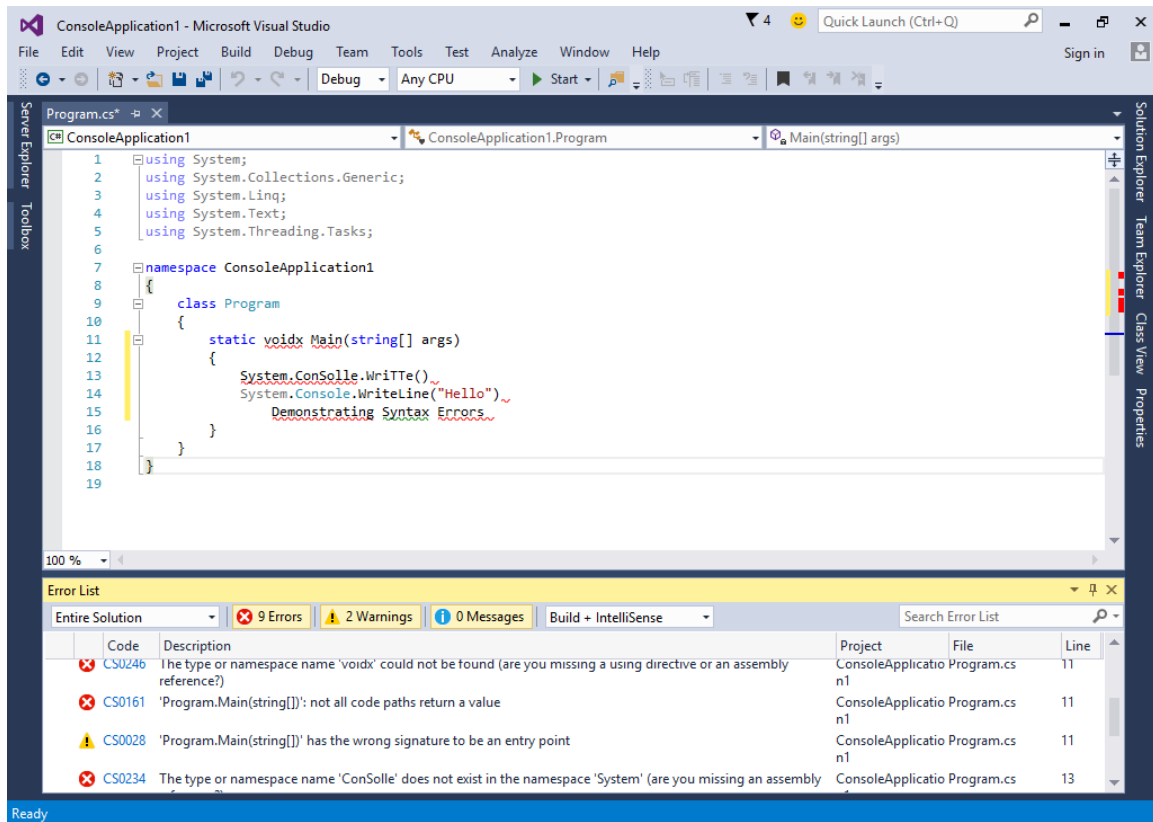 ConsoleApplication1 - Microsoft Visual Studio
4
Quick Launch (Ctrl+Q)
File Edit View Project Build Debug Team Tools Test Analyze Window Help
Sign in
Debug Any CPU Start
Server Explorer
Toolbox
Program.cs*
ConsoleApplication1
ConsoleApplication1.Program
Main(string[] args)
1 using System;
2 using System.Collections.Generic;
3 using System.Linq;
4 using System.Text;
5 using System.Threading.Tasks;
6
7 namespace ConsoleApplication1
8 {
9 class Program
10 {
11 static voidx Main(string[] args)
12 {
13 System.ConSolle.WriTTe()
14 System.Console.WriteLine("Hello")
15 Demonstrating Syntax Errors
16 }
17 }
18 }
19
Solution Explorer
Team Explorer
Class View
Properties
100 %
Error List
Entire Solution 9 Errors 2 Warnings 0 Messages Build + IntelliSense Search Error List
Code Description Project File Line
CS0246 The type or namespace name 'voidx' could not be found (are you missing a using directive or an assembly ConsoleApplicatio Program.cs 11
reference?) n1
CS0161 'Program.Main(string[])': not all code paths return a value ConsoleApplicatio Program.cs 11
n1
CS0028 'Program.Main(string[])' has the wrong signature to be an entry point ConsoleApplicatio Program.cs 11
n1
CS0234 The type or namespace name 'ConSolle' does not exist in the namespace 'System' (are you missing an assembly ConsoleApplicatio Program.cs 13
Ready